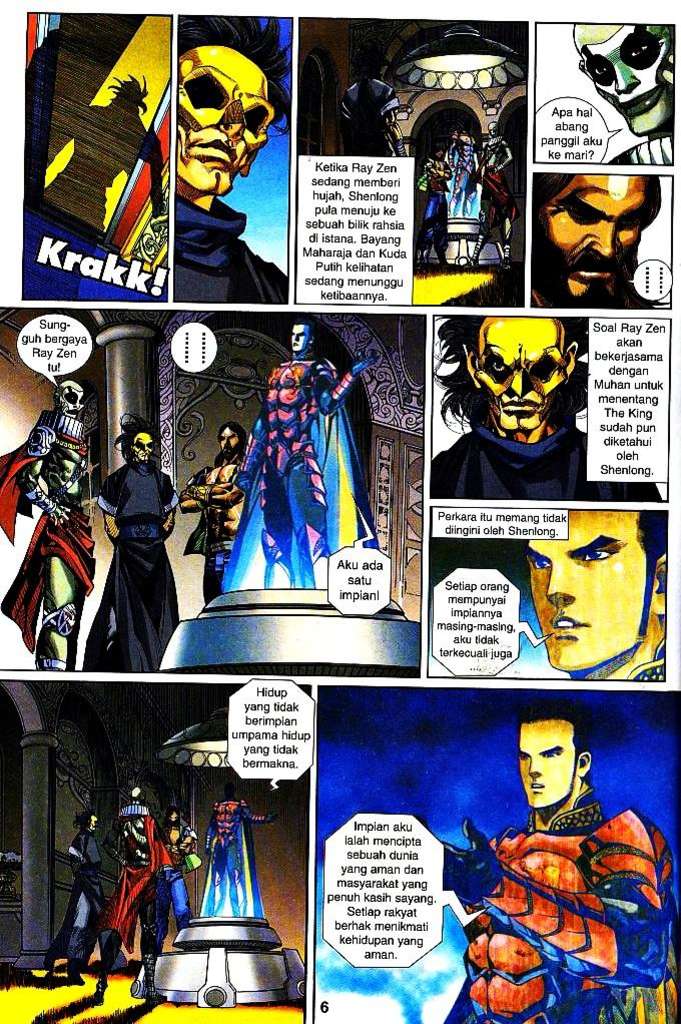 Krakk!
Ketika Ray Zen
sedang memberi
hujah, Shenlong
pula menuju ke
sebuah bilik rahsia
di istana. Bayang
Maharaja dan Kuda
Putih kelihatan
sedang menunggu
ketibaannya.
Apa hal
abang
panggil aku
ke mari?
Sung-
guh bergaya
Ray Zen
tu!
Aku ada
satu
impian!
Soal Ray Zen
akan
bekerjasama
dengan
Muhan untuk
menentang
The King
sudah pun
diketahui
oleh
Shenlong.
Perkara itu memang tidak
diingini oleh Shenlong.
Setiap orang
mempunyai
impiannya
masing-masing,
aku tidak
terkecuali juga
Hidup
yang tidak
berimpian
umpama hidup
yang tidak
bermakna.
Impian aku
ialah mencipta
sebuah dunia
yang aman dan
masyarakat yang
penuh kasih sayang.
Setiap rakyat
berhak menikmati
kehidupan yang
aman.
6